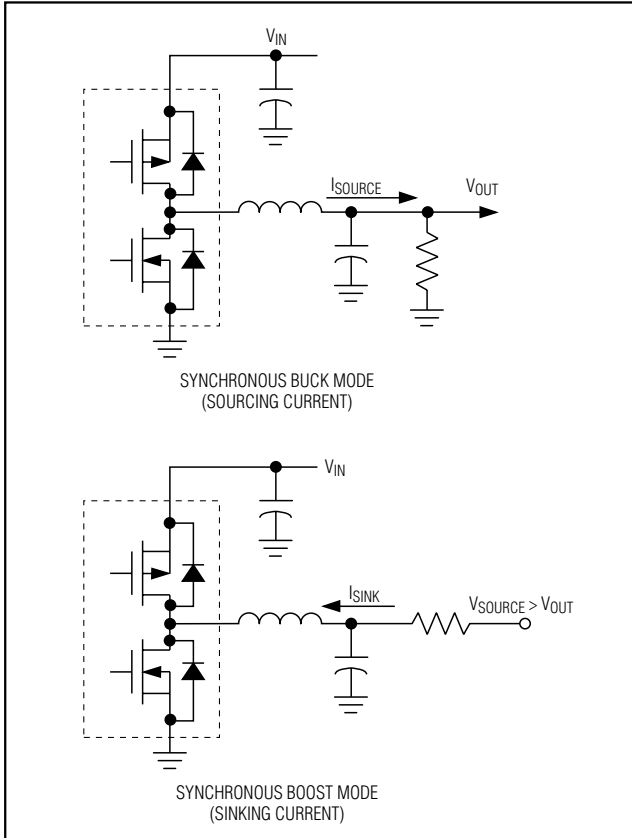 VIN
ISOURCE
VOUT
SYNCHRONOUS BUCK MODE
(SOURCING CURRENT)
VIN
ISINK
VSOURCE > VOUT
SYNCHRONOUS BOOST MODE
(SINKING CURRENT)